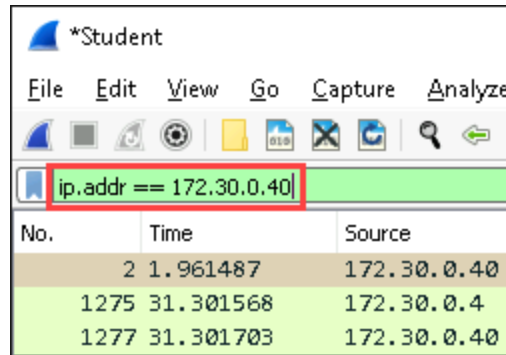 *Student
File Edit View Go Capture Analyze
ip.addr == 172.30.0.40
No. Time Source
2 1.961487 172.30.0.40
1275 31.301568 172.30.0.4
1277 31.301703 172.30.0.40